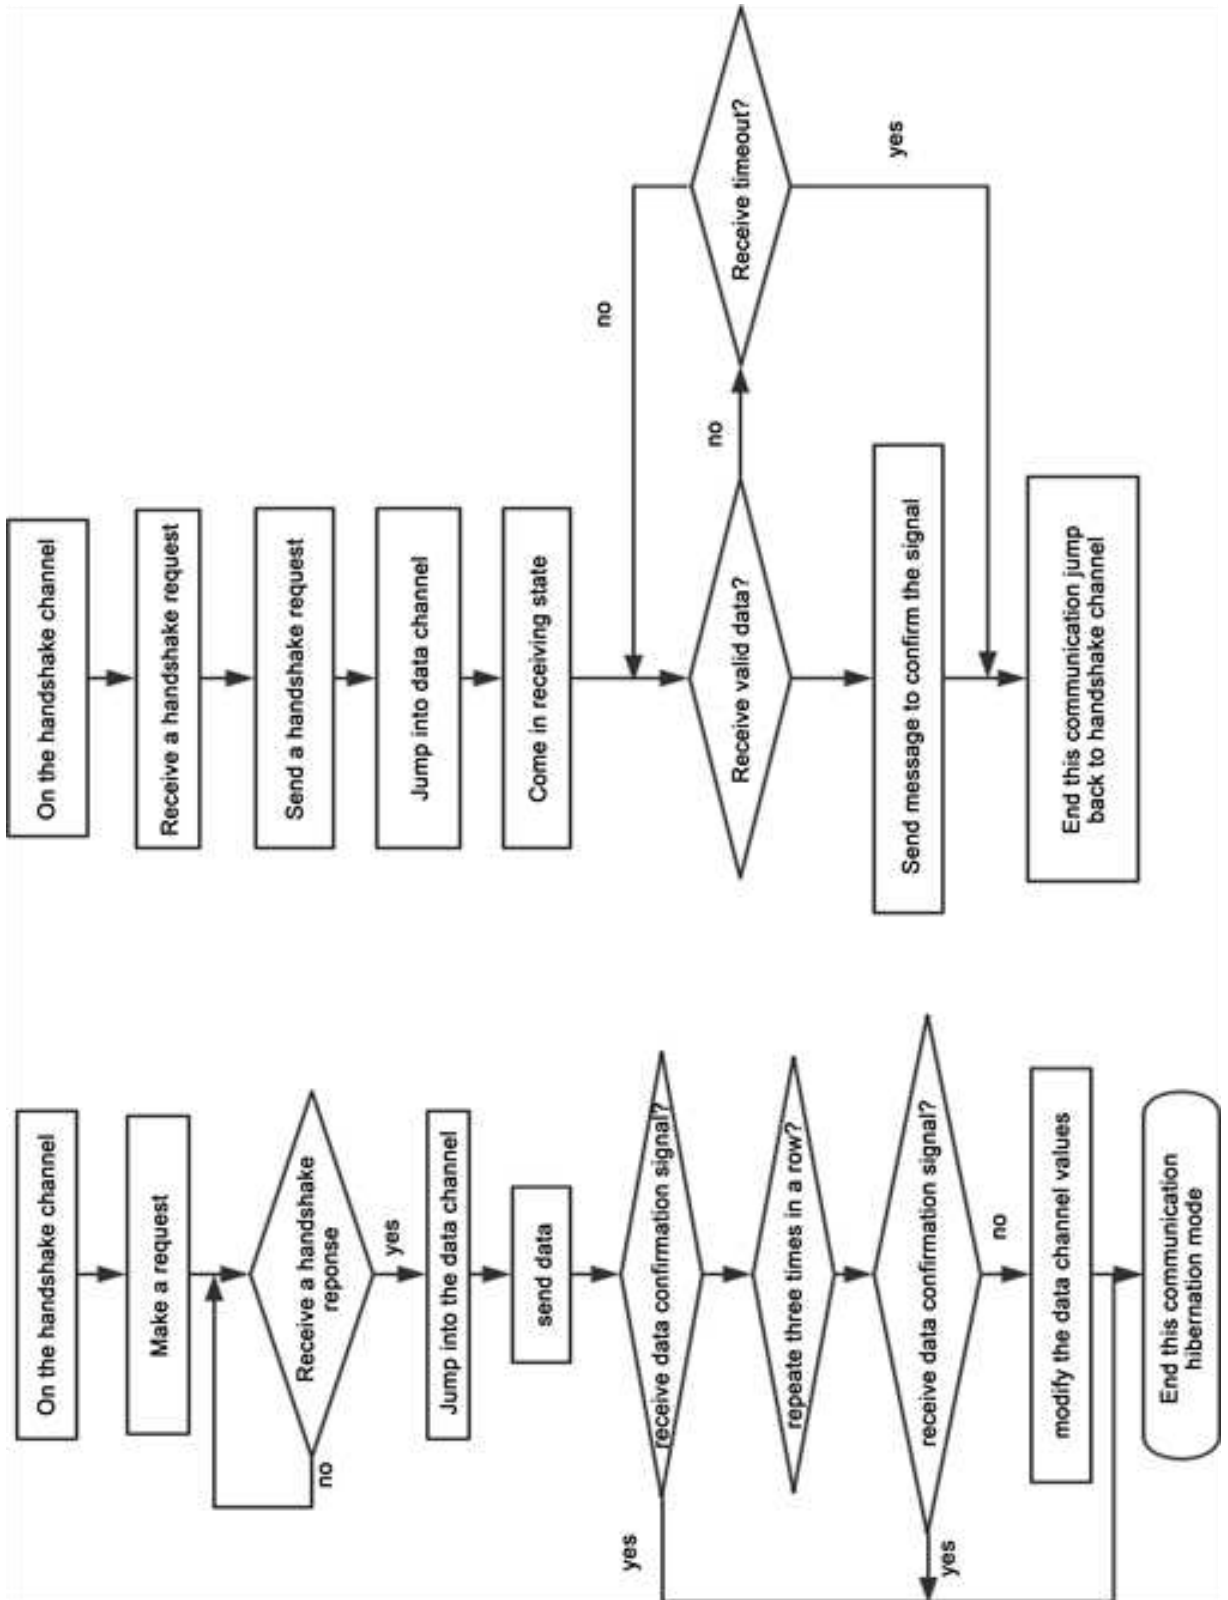 On the handshake channel
Make a request
Receive a handshake
reponse
no
yes
Jump into the data channel
send data
receive data confirmation signal?
yes
repeate three times in a row?
receive data confirmation signal?
yes
no
modify the data channel values
End this communication
hibernation mode
On the handshake channel
Receive a handshake request
Send a handshake request
Jump into data channel
Come in receiving state
Receive valid data?
no
Receive timeout?
no
yes
Send message to confirm the signal
End this communication jump
back to handshake channel